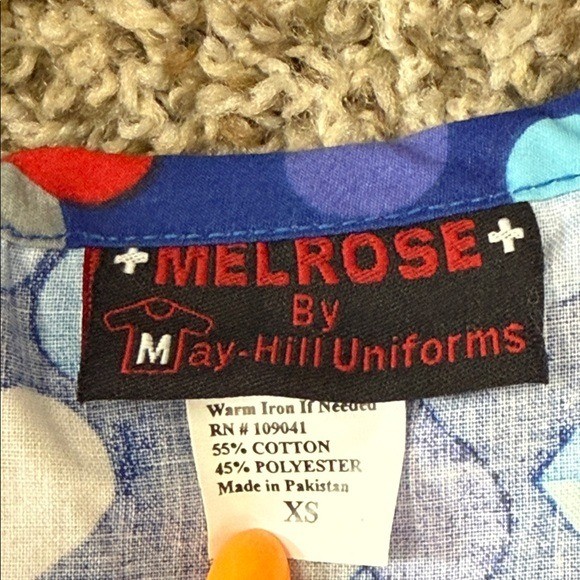 + MELROSE +
By
May-Hill Uniforms
Warm Iron If Needed
RN # 109041
55% COTTON
45% POLYESTER
Made in Pakistan
XS